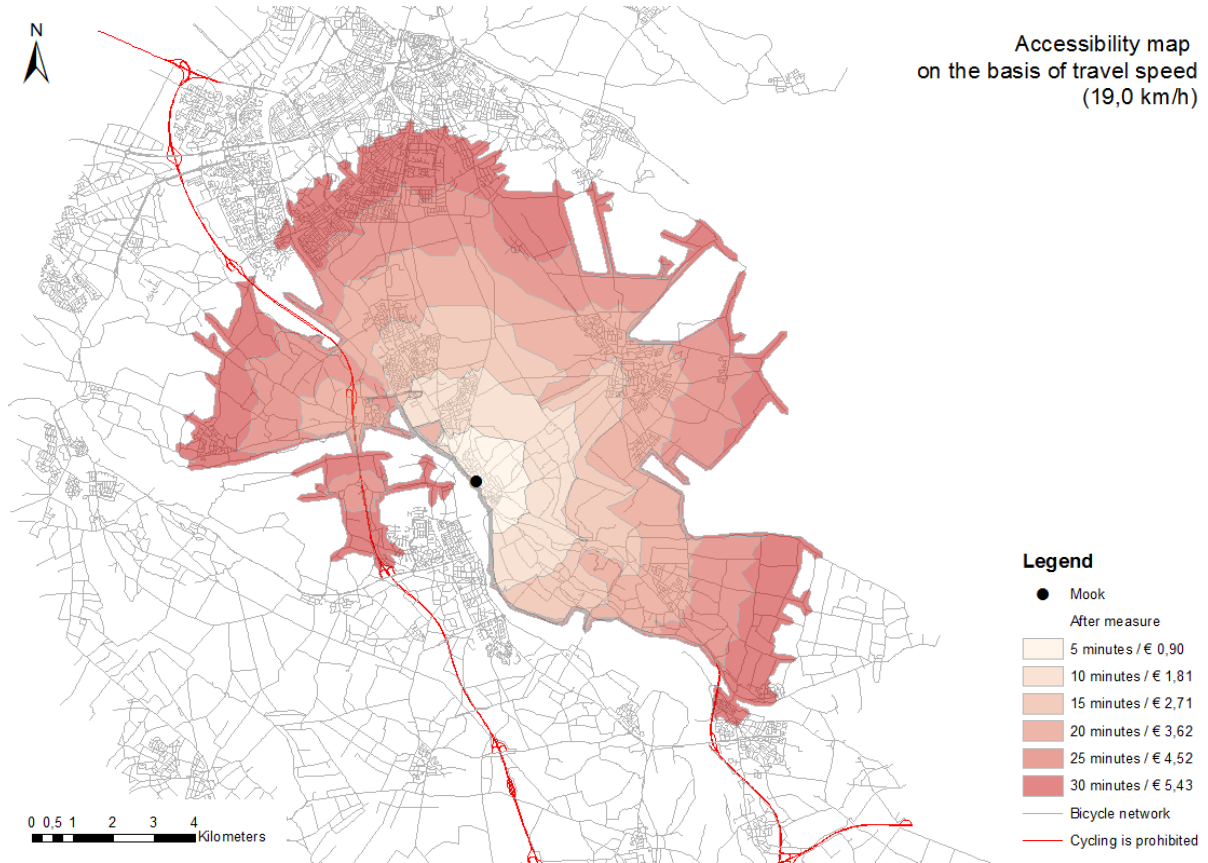 N
Accessibility map
on the basis of travel speed
(19,0 km/h)
Legend
Mook
After measure
5 minutes / € 0,90
10 minutes / € 1,81
15 minutes / € 2,71
20 minutes / € 3,62
25 minutes / € 4,52
30 minutes / € 5,43
Bicycle network
Cycling is prohibited
0 0,5 1 2 3 4
Kilometers